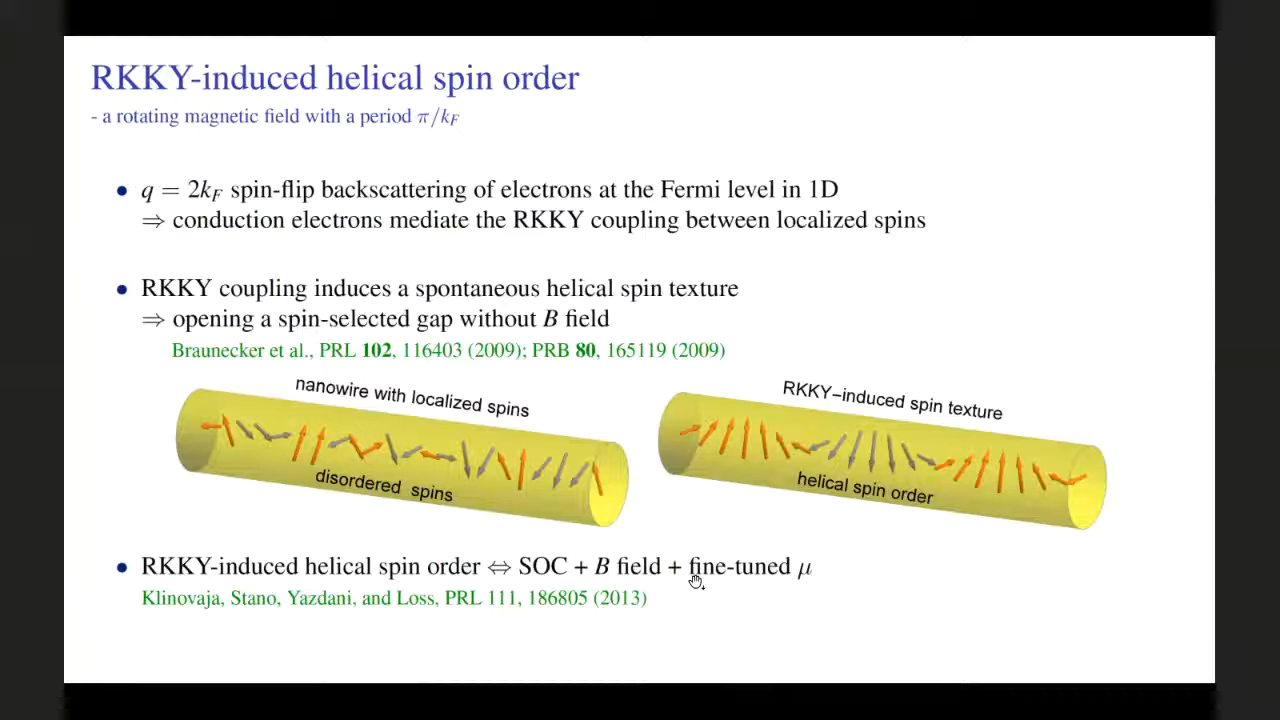 RKKY-induced helical spin order
- a rotating magnetic field with a period π/k_F
• q = 2k_F spin-flip backscattering of electrons at the Fermi level in 1D
⇒ conduction electrons mediate the RKKY coupling between localized spins
• RKKY coupling induces a spontaneous helical spin texture
⇒ opening a spin-selected gap without B field
Braunecker et al., PRL 102, 116403 (2009); PRB 80, 165119 (2009)
nanowire with localized spins
disordered spins
RKKY−induced spin texture
helical spin order
• RKKY-induced helical spin order ⇔ SOC + B field + fine-tuned μ
Klinovaja, Stano, Yazdani, and Loss, PRL 111, 186805 (2013)